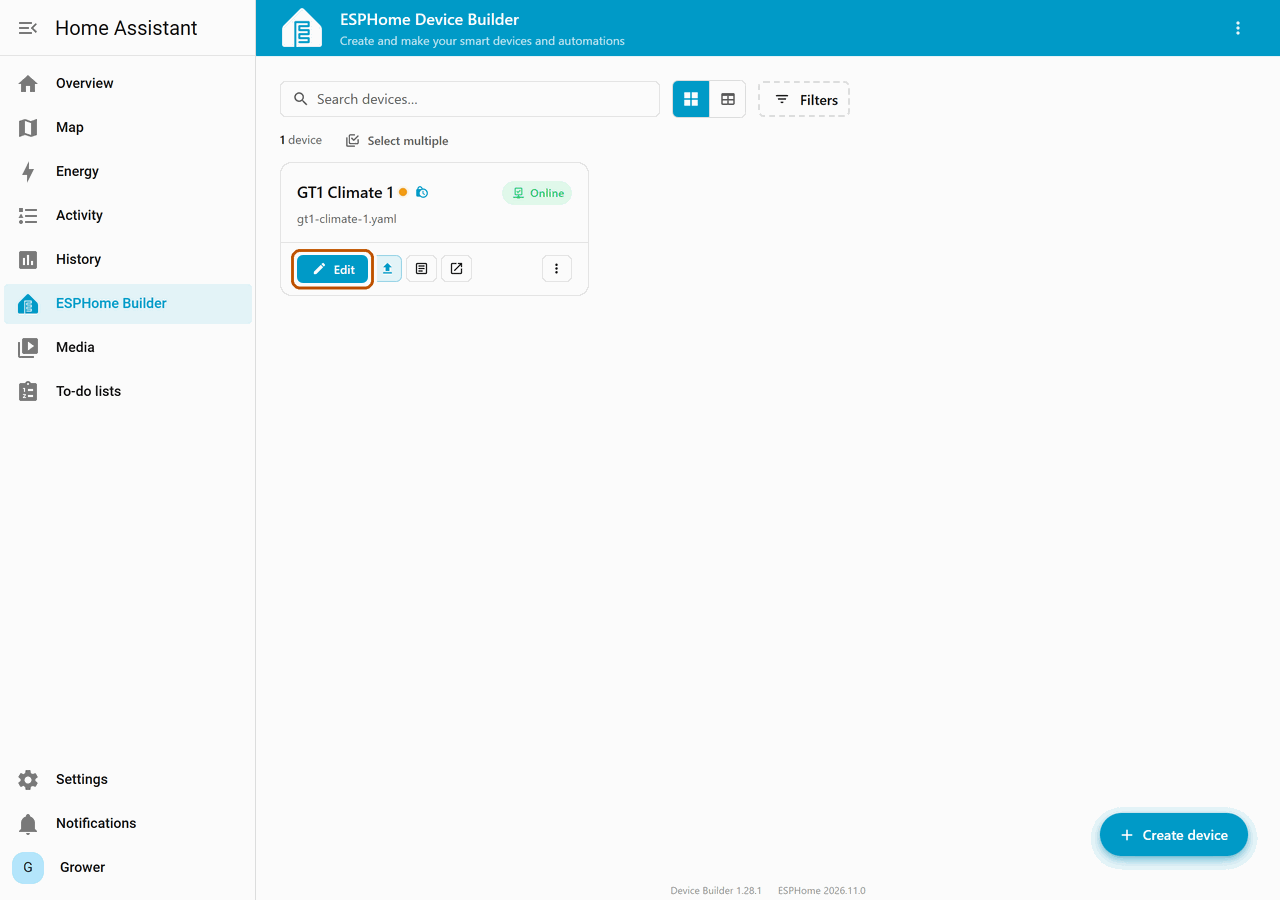 Home Assistant
ESPHome Device Builder
Create and make your smart devices and automations
Overview
Map
Energy
Activity
History
ESPHome Builder
Media
To-do lists
Settings
Notifications
G
Grower
Search devices...
Filters
1 device
Select multiple
GT1 Climate 1
Online
gt1-climate-1.yaml
Edit
Create device
Device Builder 1.28.1
ESPHome 2026.11.0